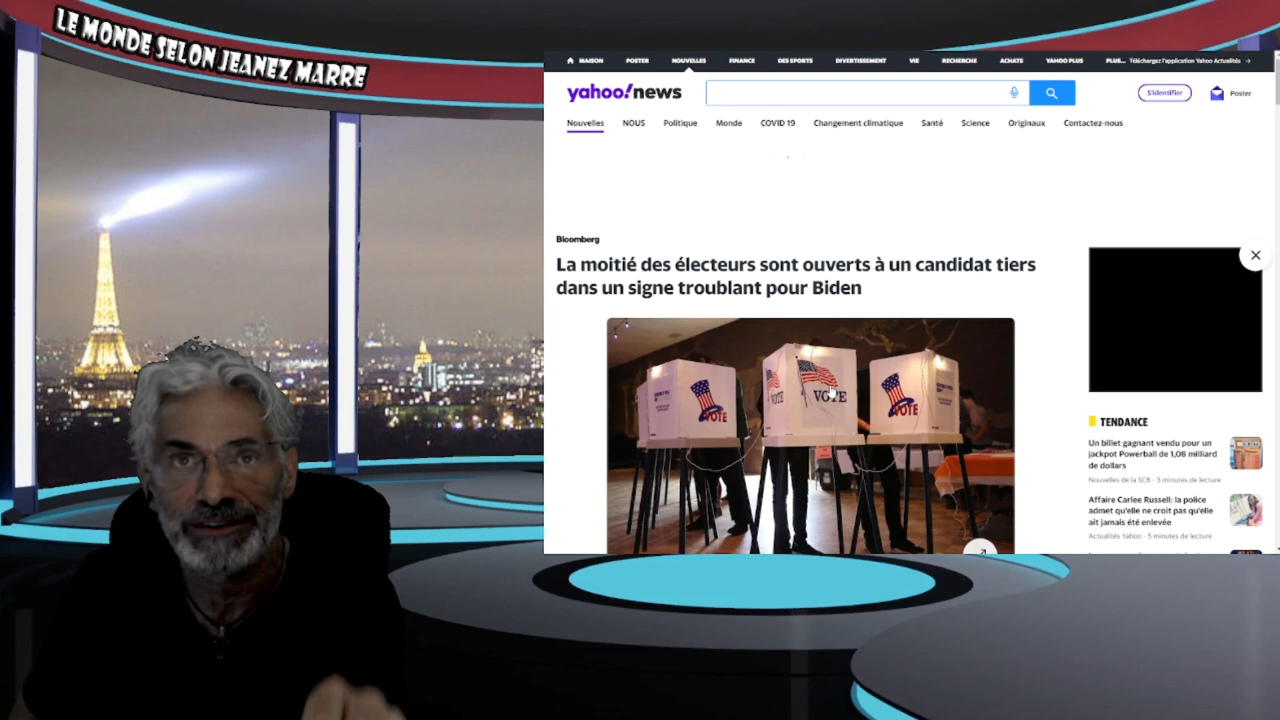 LE MONDE SELON JEANEZ MARRE
MAISON POSTER NOUVELLES FINANCE DES SPORTS DIVERTISSEMENT VIE RECHERCHE ACHATS YAHOO PLUS PLUS... Téléchargez l'application Yahoo Actualités →
yahoo!news
S'identifier
Poster
Nouvelles NOUS Politique Monde COVID 19 Changement climatique Santé Science Originaux Contactez-nous
Bloomberg
La moitié des électeurs sont ouverts à un candidat tiers
dans un signe troublant pour Biden
VOTE
VOTE
VOTE
VOTE
TENDANCE
Un billet gagnant vendu pour un
jackpot Powerball de 1,08 milliard
de dollars
Nouvelles de la SCB · 3 minutes de lecture
Affaire Carlee Russell: la police
admet qu'elle ne croit pas qu'elle
ait jamais été enlevée
Actualités Yahoo · 5 minutes de lecture